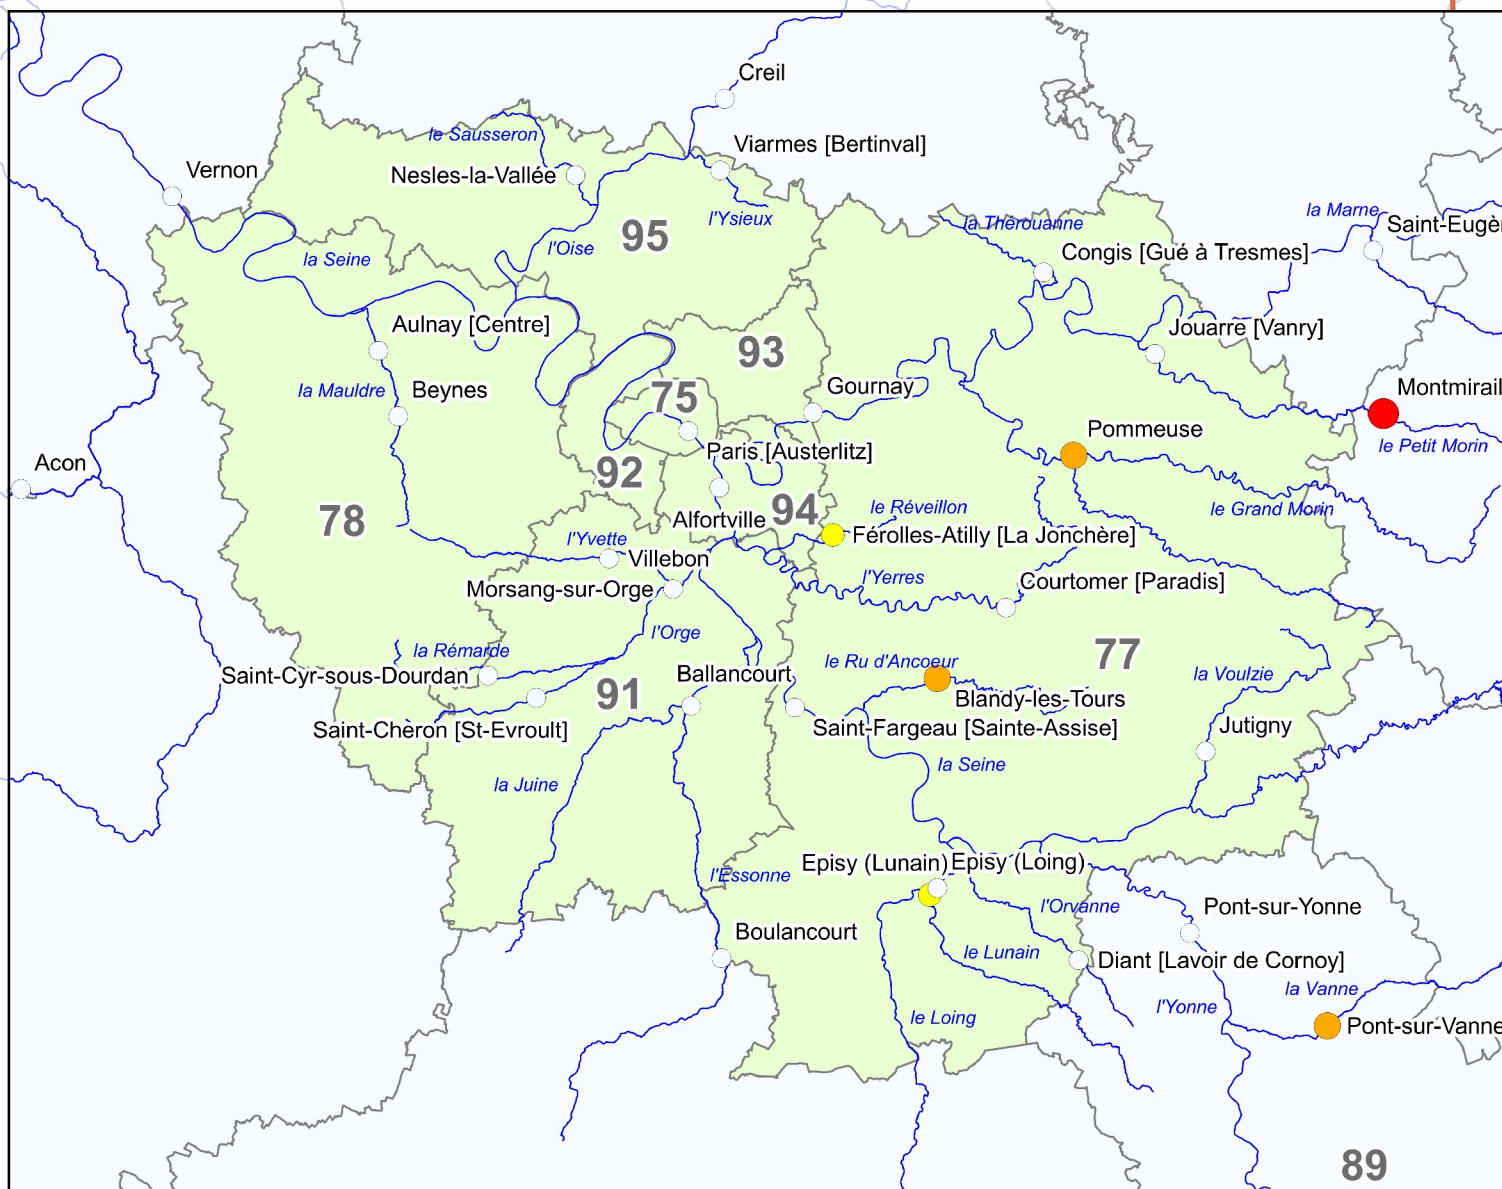 Creil
le Sausseron
Viarmes [Bertinval]
Vernon
Nesles-la-Vallée
l'Ysieux
la Thérouanne
la Marne
Saint-Eugèn
95
l'Oise
la Seine
Congis [Gué à Tresmes]
Aulnay [Centre]
Jouarre [Vanry]
93
la Mauldre
Beynes
75
Gournay
Montmirail
Pommeuse
le Petit Morin
Acon
Paris [Austerlitz]
92
78
94
le Réveillon
le Grand Morin
Alfortville
l'Yvette
Férolles-Atilly [La Jonchère]
Villebon
l'Yerres
Courtomer [Paradis]
Morsang-sur-Orge
l'Orge
la Rémarde
77
le Ru d'Ancoeur
la Voulzie
Saint-Cyr-sous-Dourdan
Ballancourt
91
Blandy-les-Tours
Saint-Cheron [St-Evroult]
Saint-Fargeau [Sainte-Assise]
Jutigny
la Seine
la Juine
Episy (Lunain)
Episy (Loing)
l'Essonne
l'Orvanne
Pont-sur-Yonne
Boulancourt
le Lunain
Diant [Lavoir de Cornoy]
la Vanne
l'Yonne
le Loing
Pont-sur-Vanne
89